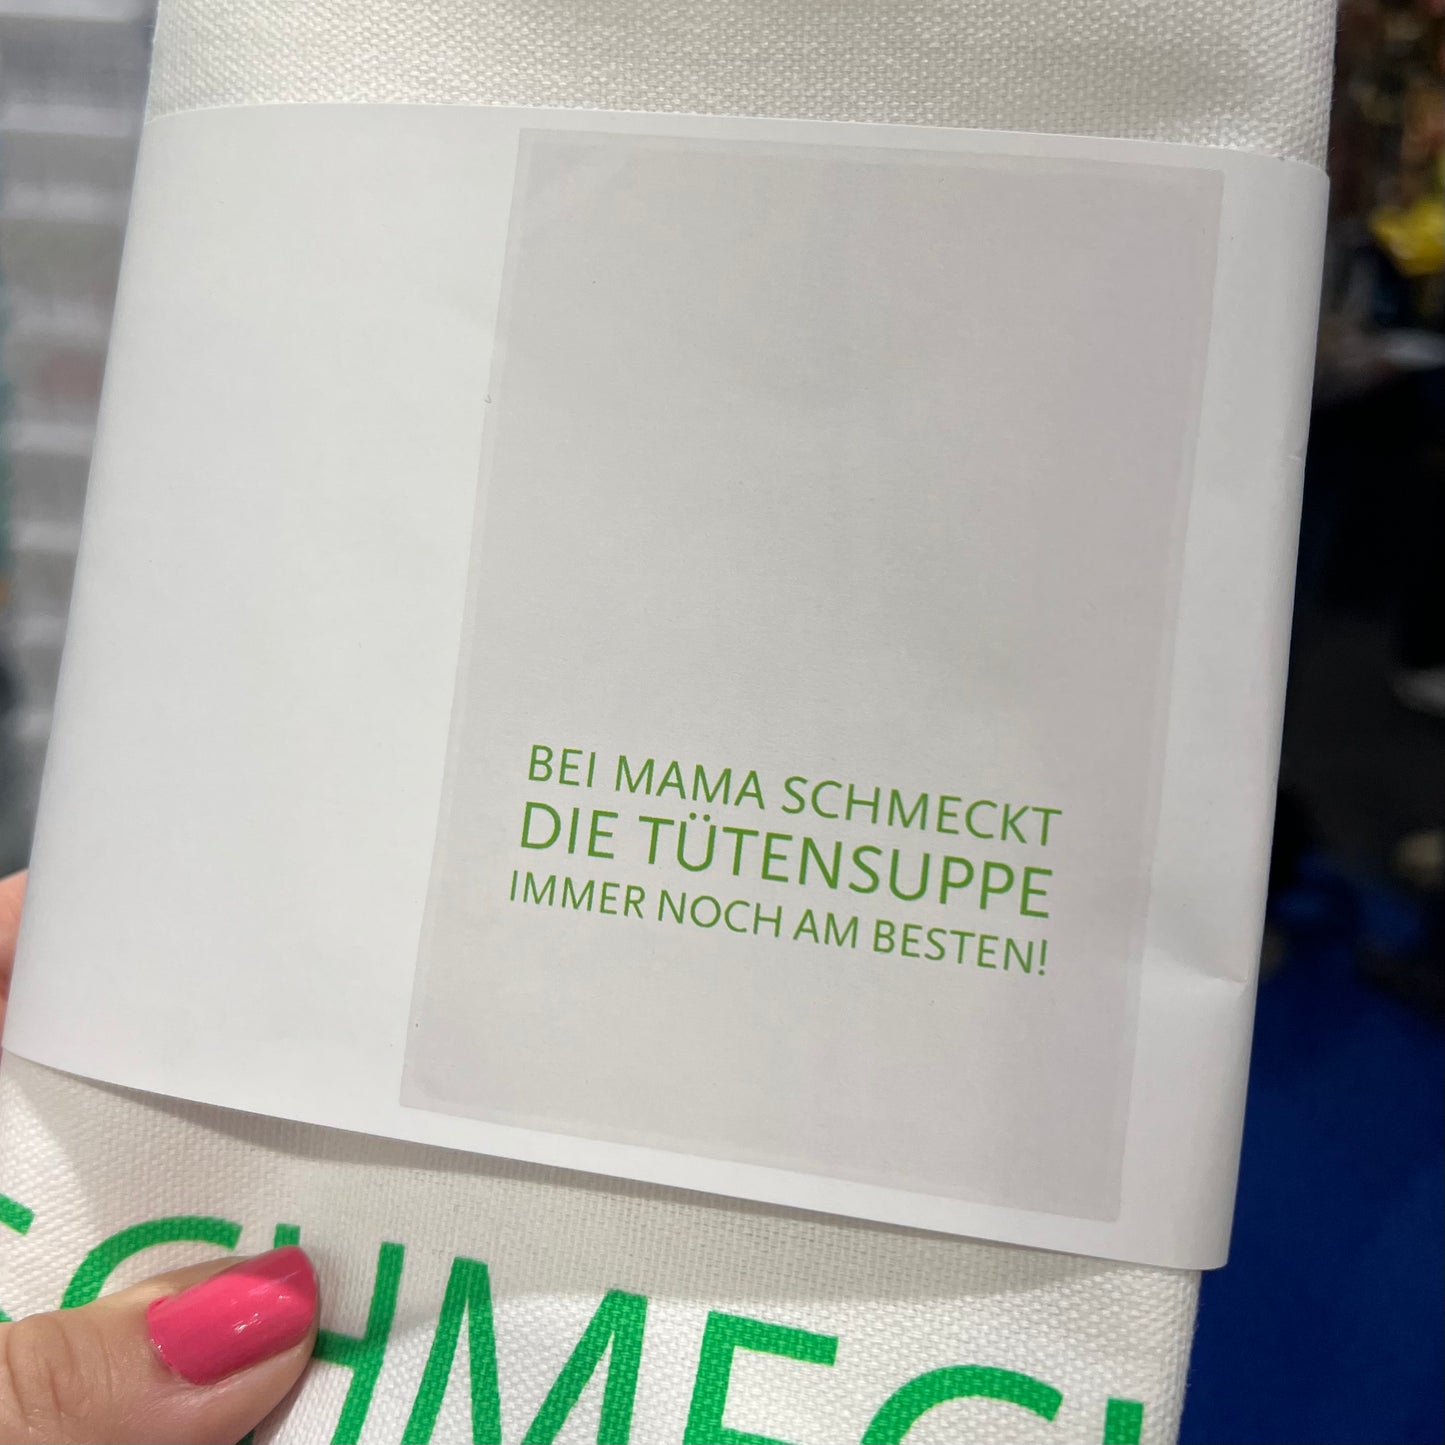 BEI MAMA SCHMECKT
DIE TÜTENSUPPE
IMMER NOCH AM BESTEN!